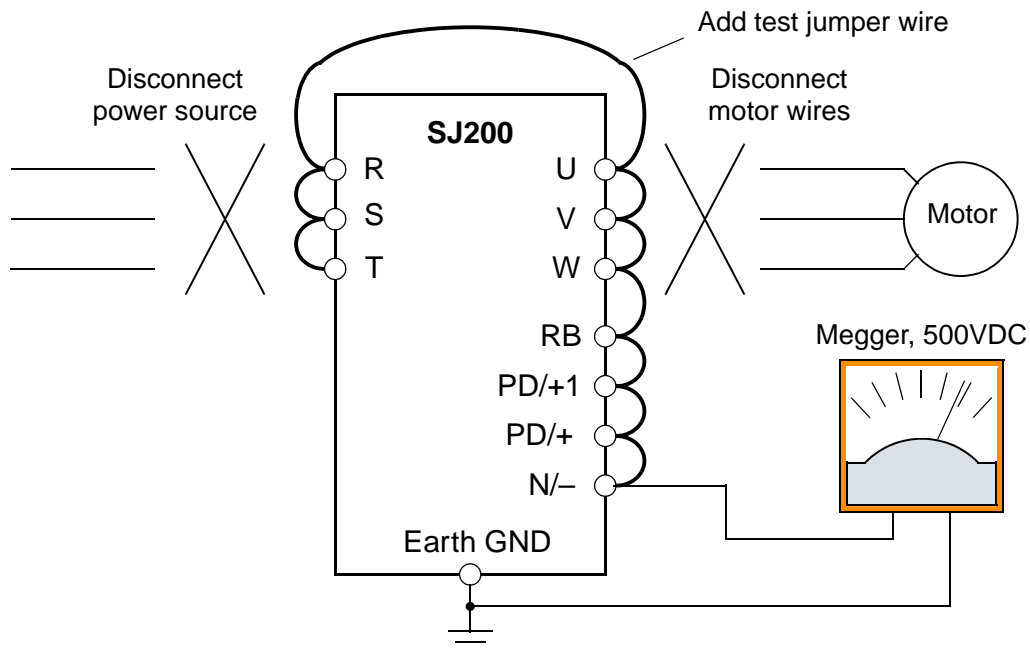 Add test jumper wire
Disconnect
power source
Disconnect
motor wires
SJ200
R
U
S
V
Motor
T
W
RB
Megger, 500VDC
PD/+1
PD/+
N/–
Earth GND